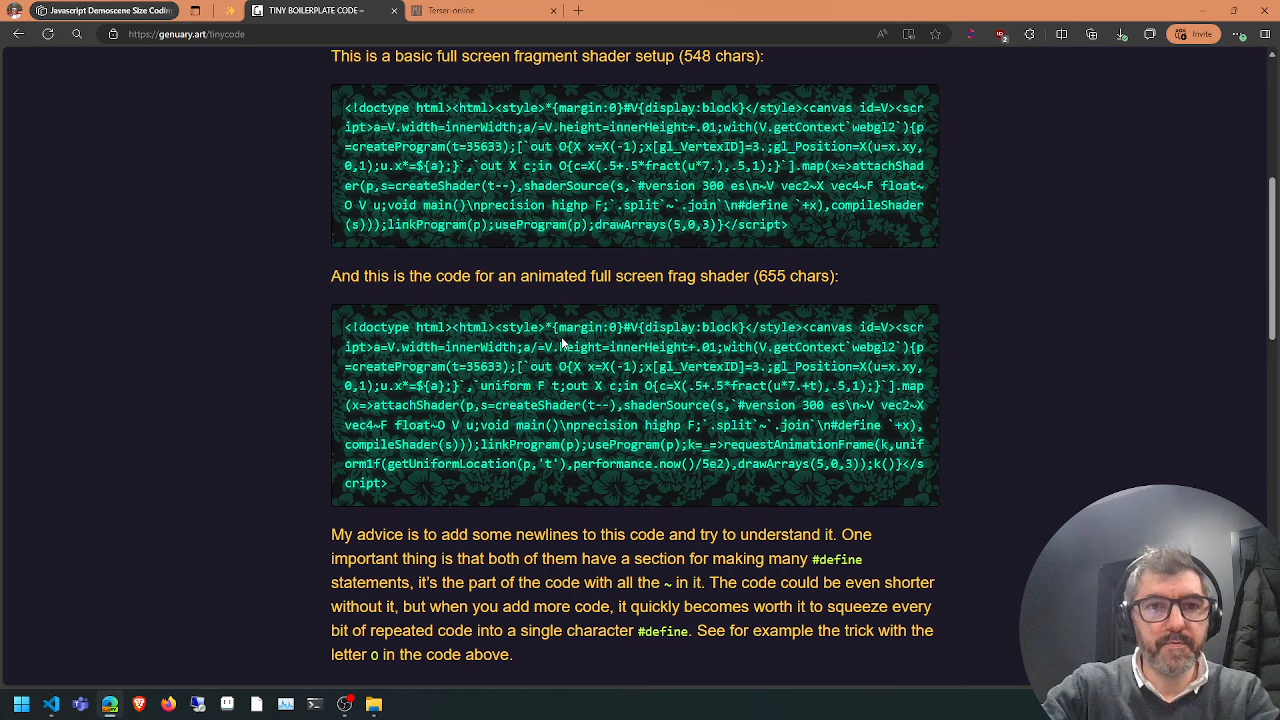 Javascript Demoscene Size Coding
TINY BOILERPLATE CODE –
Terser-online
https://genuary.art/tinycode
Invite
This is a basic full screen fragment shader setup (548 chars):
<!doctype html><html><style>*{margin:0}#V{display:block}</style><canvas id=V><scr
ipt>a=V.width=innerWidth;a/=V.height=innerHeight+.01;with(V.getContext`webgl2`){p
=createProgram(t=35633);[`out O{X x=X(-1);x[gl_VertexID]=3.;gl_Position=X(u=x.xy,
0,1);u.x*=${a};}`,`out X c;in O{c=X(.5+.5*fract(u*7.),.5,1);}`].map(x=>attachShad
er(p,s=createShader(t--),shaderSource(s,`#version 300 es\n~V vec2~X vec4~F float~
O V u;void main()\nprecision highp F;`.split`~`.join`\n#define `+x),compileShader
(s)));linkProgram(p);useProgram(p);drawArrays(5,0,3)}</script>
And this is the code for an animated full screen frag shader (655 chars):
<!doctype html><html><style>*{margin:0}#V{display:block}</style><canvas id=V><scr
ipt>a=V.width=innerWidth;a/=V.height=innerHeight+.01;with(V.getContext`webgl2`){p
=createProgram(t=35633);[`out O{X x=X(-1);x[gl_VertexID]=3.;gl_Position=X(u=x.xy,
0,1);u.x*=${a};}`,`uniform F t;out X c;in O{c=X(.5+.5*fract(u*7.+t),.5,1);}`].map
(x=>attachShader(p,s=createShader(t--),shaderSource(s,`#version 300 es\n~V vec2~X
vec4~F float~O V u;void main()\nprecision highp F;`.split`~`.join`\n#define `+x),
compileShader(s)));linkProgram(p);useProgram(p);k=_=>requestAnimationFrame(k,unif
orm1f(getUniformLocation(p,'t'),performance.now()/5e2),drawArrays(5,0,3));k()}</s
cript>
My advice is to add some newlines to this code and try to understand it. One
important thing is that both of them have a section for making many #define
statements, it's the part of the code with all the ~ in it. The code could be even shorter
without it, but when you add more code, it quickly becomes worth it to squeeze every
bit of repeated code into a single character #define. See for example the trick with the
letter O in the code above.